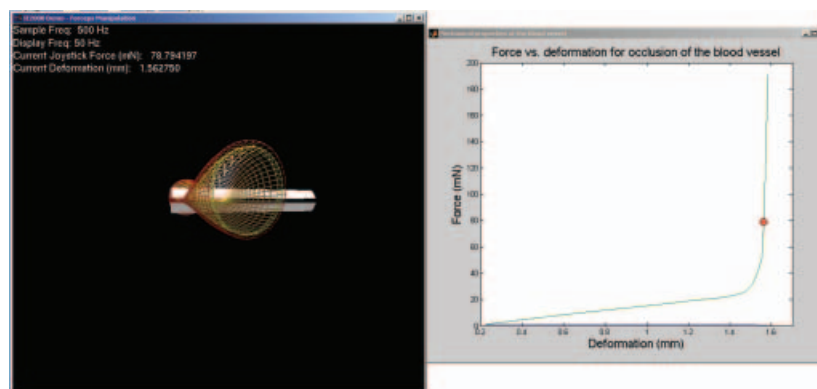 Sample Freq: 500 Hz
Display Freq: 50 Hz
Current Joystick Force (mN): 78.794197
Current Deformation (mm): 1.562750
Force vs. deformation for occlusion of the blood vessel
Force (mN)
200
180
160
140
120
100
80
60
40
20
0
0.2
0.4
0.6
0.8
1
1.2
1.4
1.6
Deformation (mm)